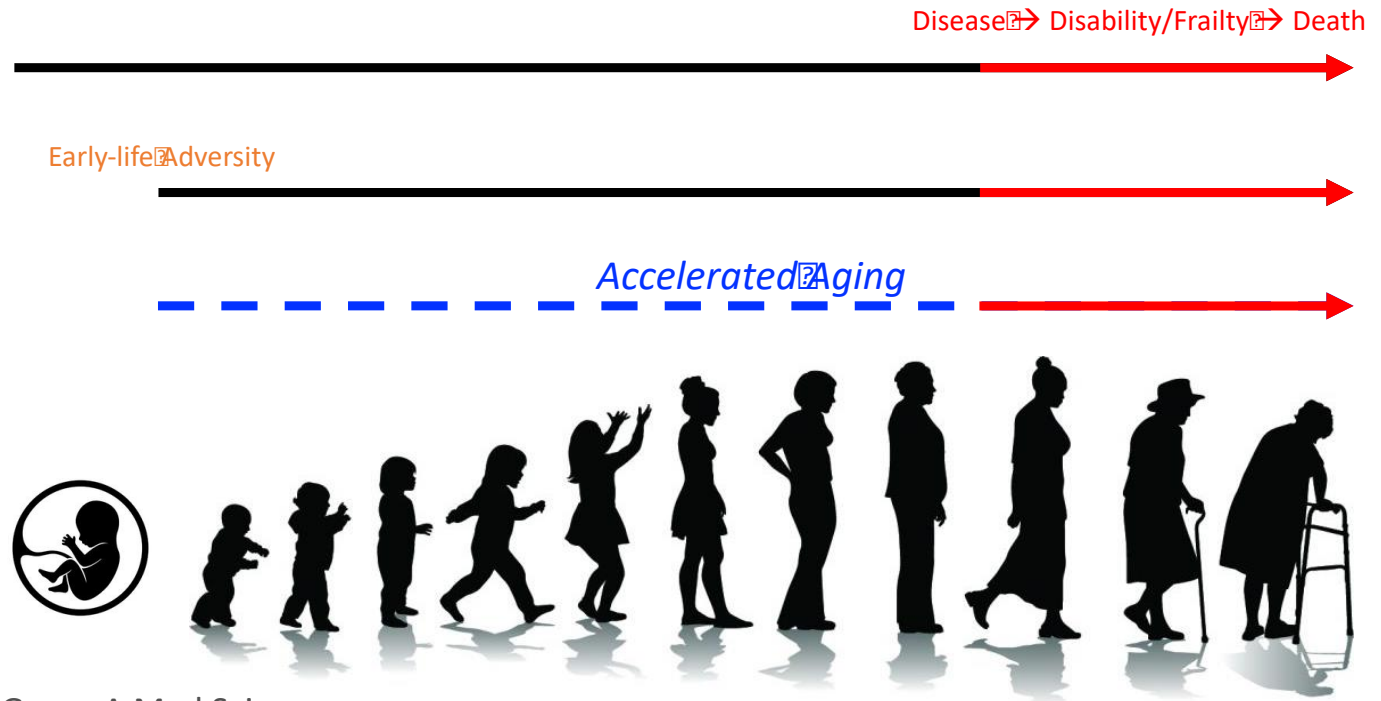 Disease → Disability/Frailty → Death
Early-life Adversity
Accelerated Aging